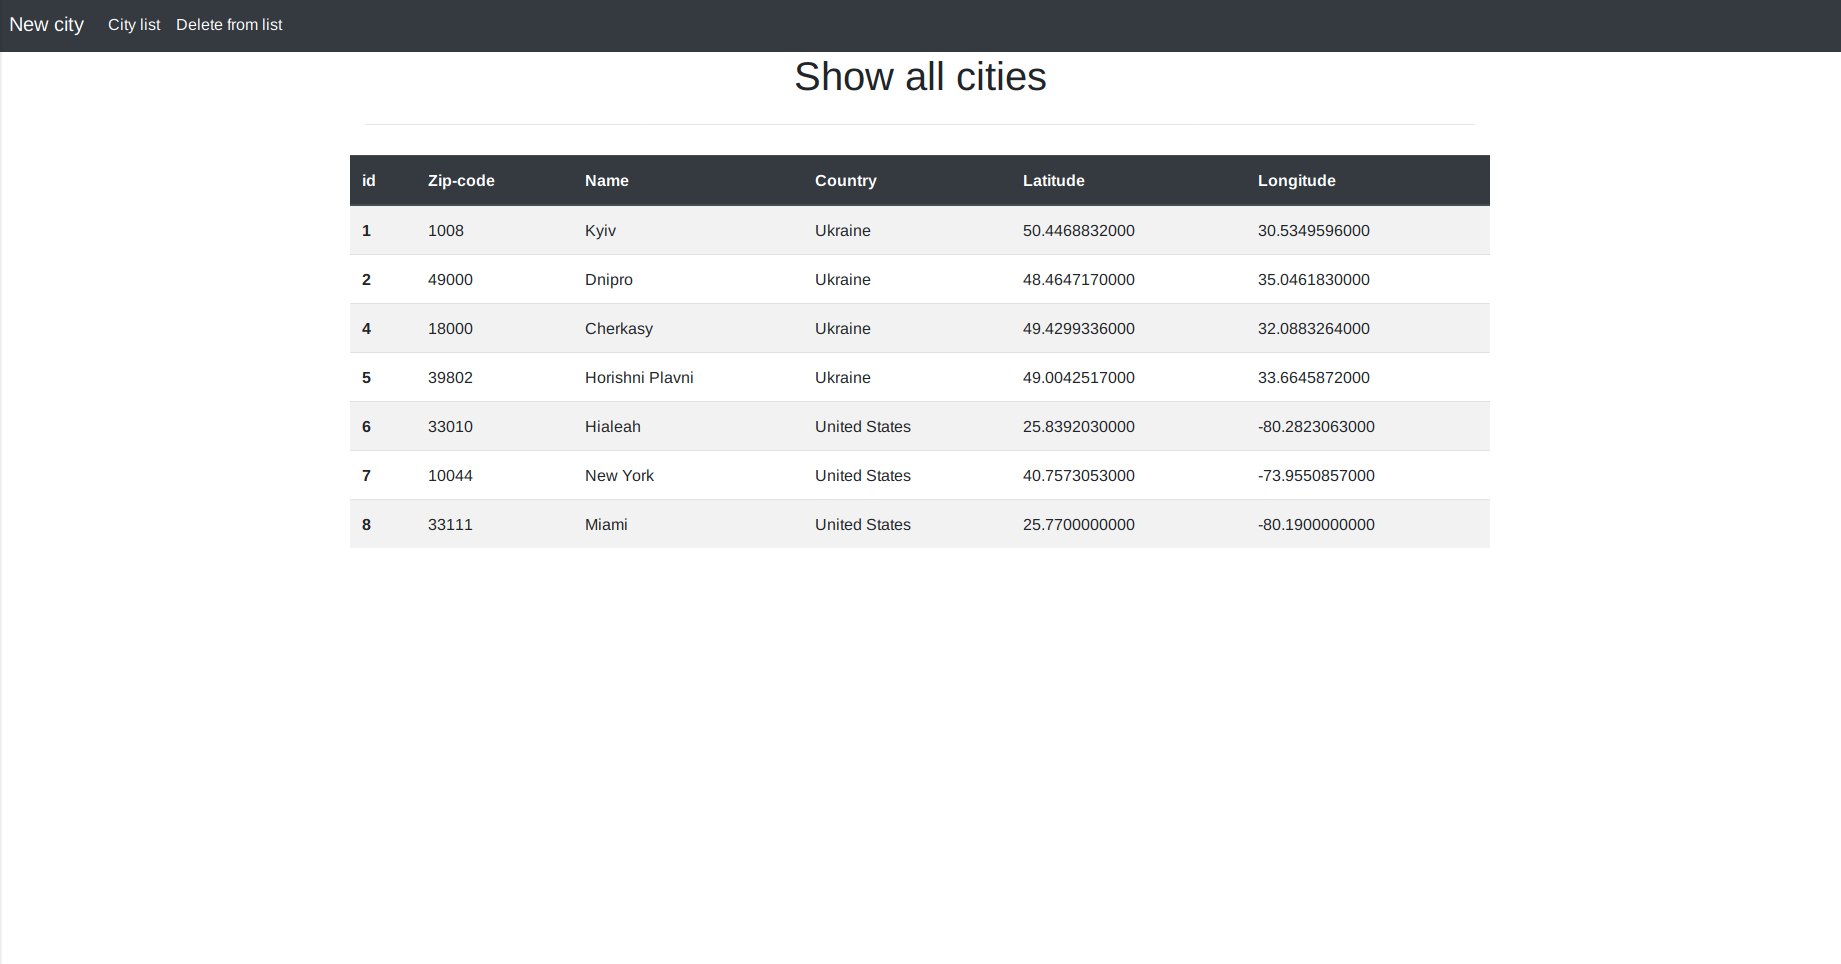 New city City list Delete from list
Show all cities
id Zip-code Name Country Latitude Longitude
1 1008 Kyiv Ukraine 50.4468832000 30.5349596000
2 49000 Dnipro Ukraine 48.4647170000 35.0461830000
4 18000 Cherkasy Ukraine 49.4299336000 32.0883264000
5 39802 Horishni Plavni Ukraine 49.0042517000 33.6645872000
6 33010 Hialeah United States 25.8392030000 -80.2823063000
7 10044 New York United States 40.7573053000 -73.9550857000
8 33111 Miami United States 25.7700000000 -80.1900000000